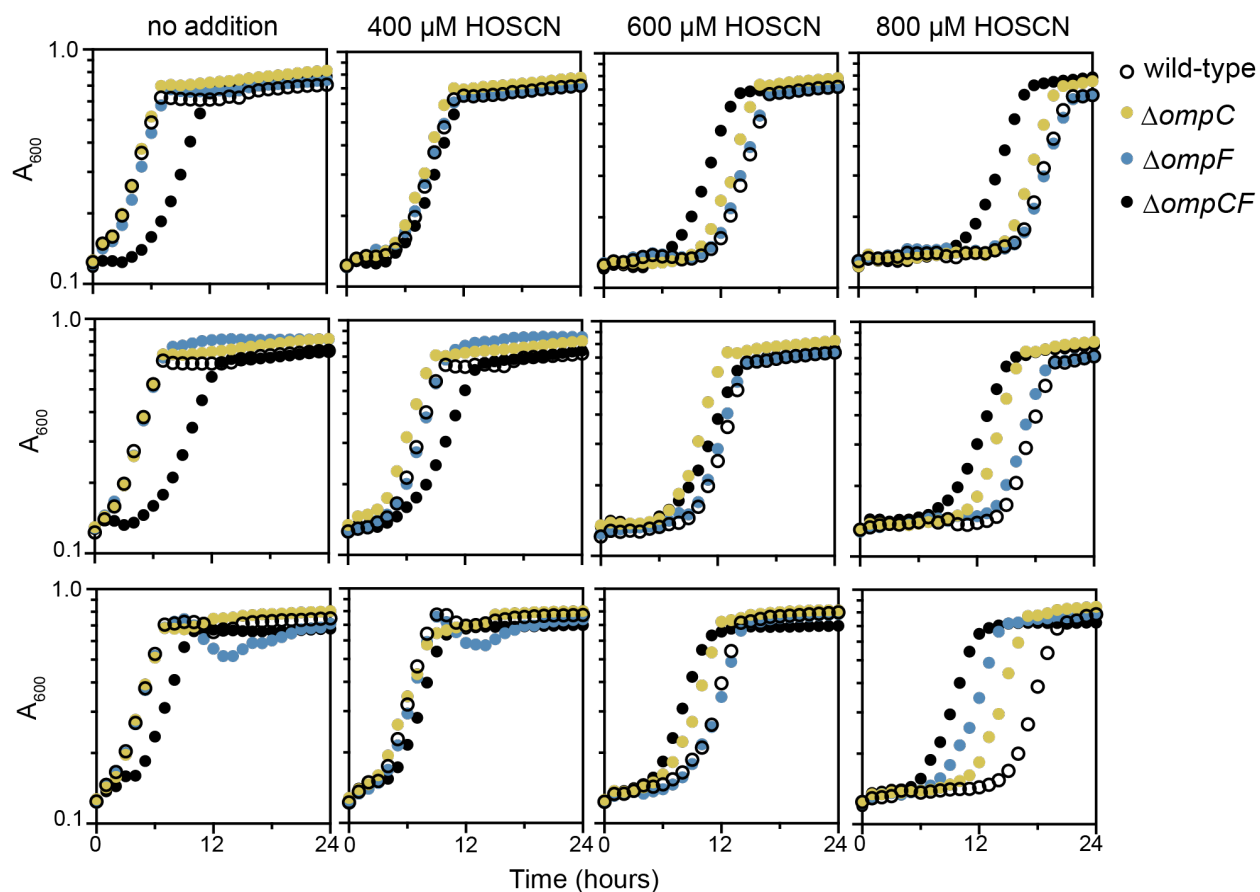 no addition
400 µM HOSCN
600 µM HOSCN
800 µM HOSCN
wild-type
ΔompC
ΔompF
ΔompCF
1.0
A600
0.1
1.0
A600
0.1
1.0
A600
0.1
0 12 24
0 12 24
0 12 24
0 12 24
Time (hours)